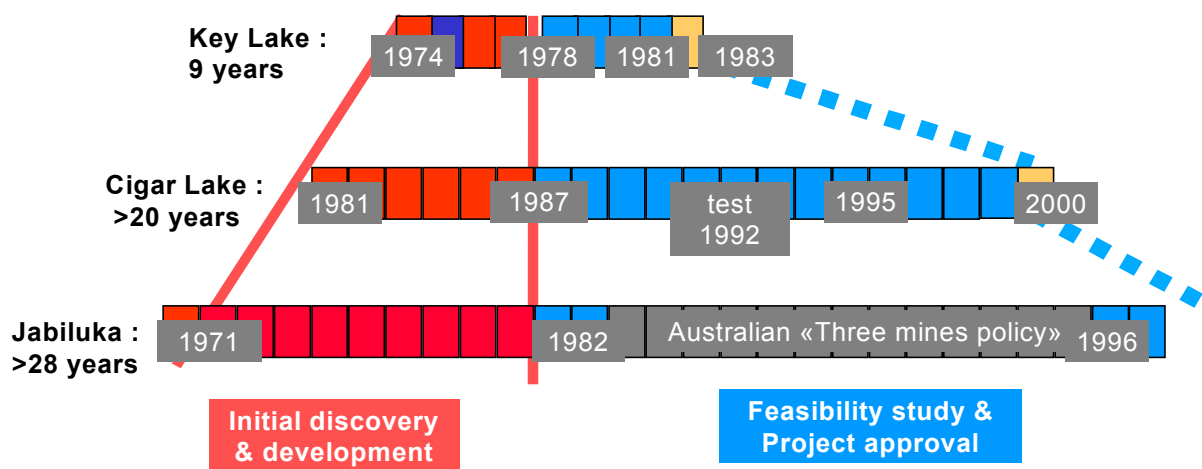 Key Lake :
9 years
1974
1978
1981
1983
Cigar Lake :
>20 years
1981
1987
test
1992
1995
2000
Jabiluka :
>28 years
1971
1982
Australian «Three mines policy»
1996
Initial discovery
& development
Feasibility study &
Project approval